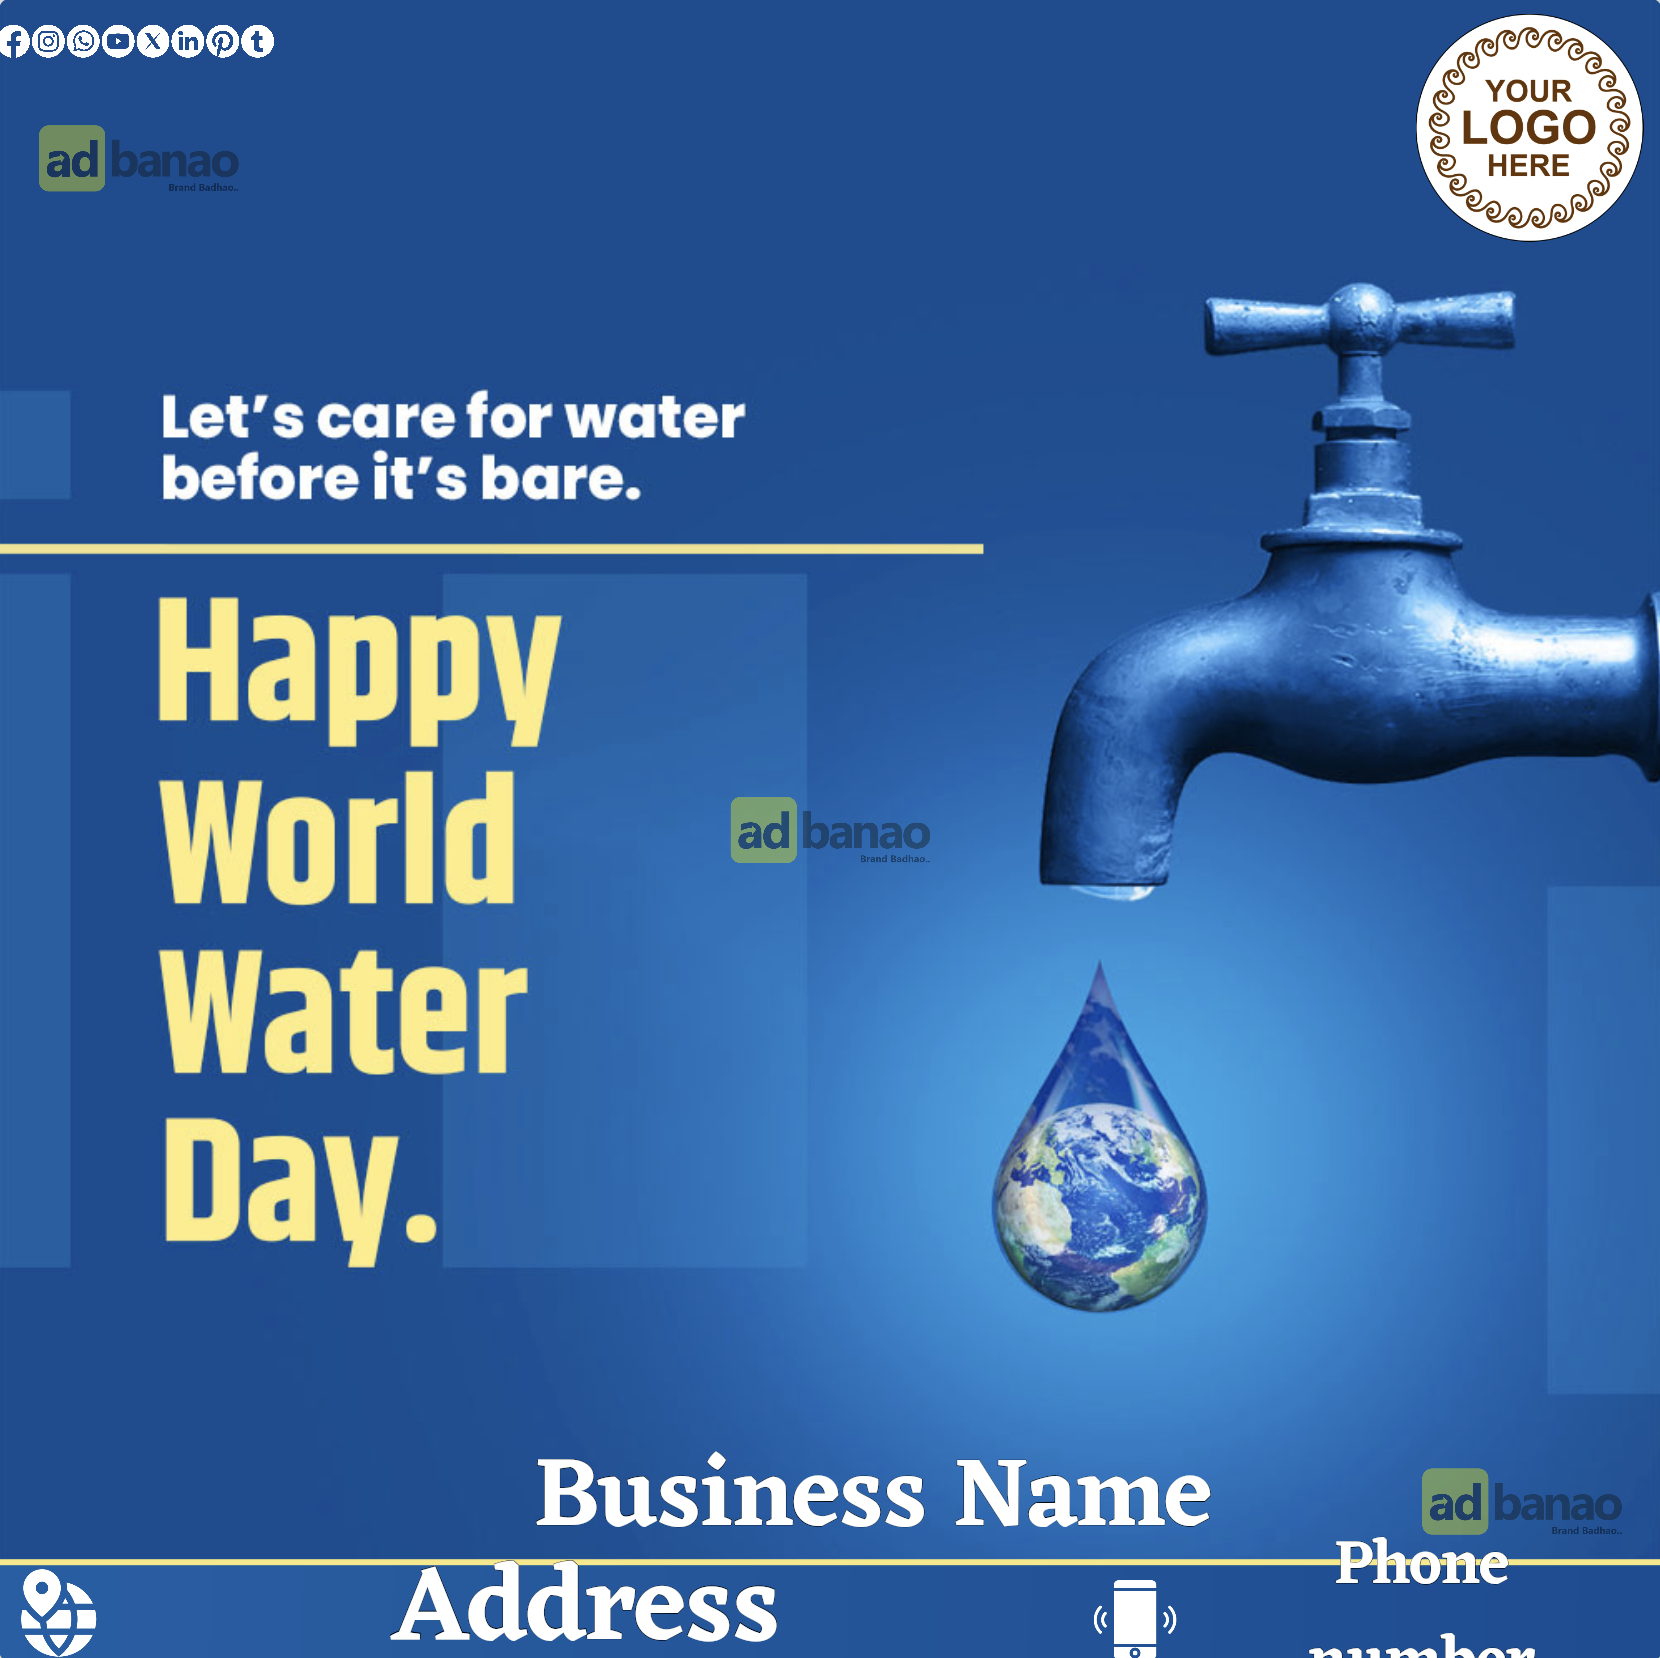 YOUR
LOGO
HERE
ad banao
Brand Badhao..
Let’s care for water
before it’s bare.
Happy
World
Water
Day.
ad banao
Brand Badhao..
Business Name
ad banao
Brand Badhao..
Address
Phone
number